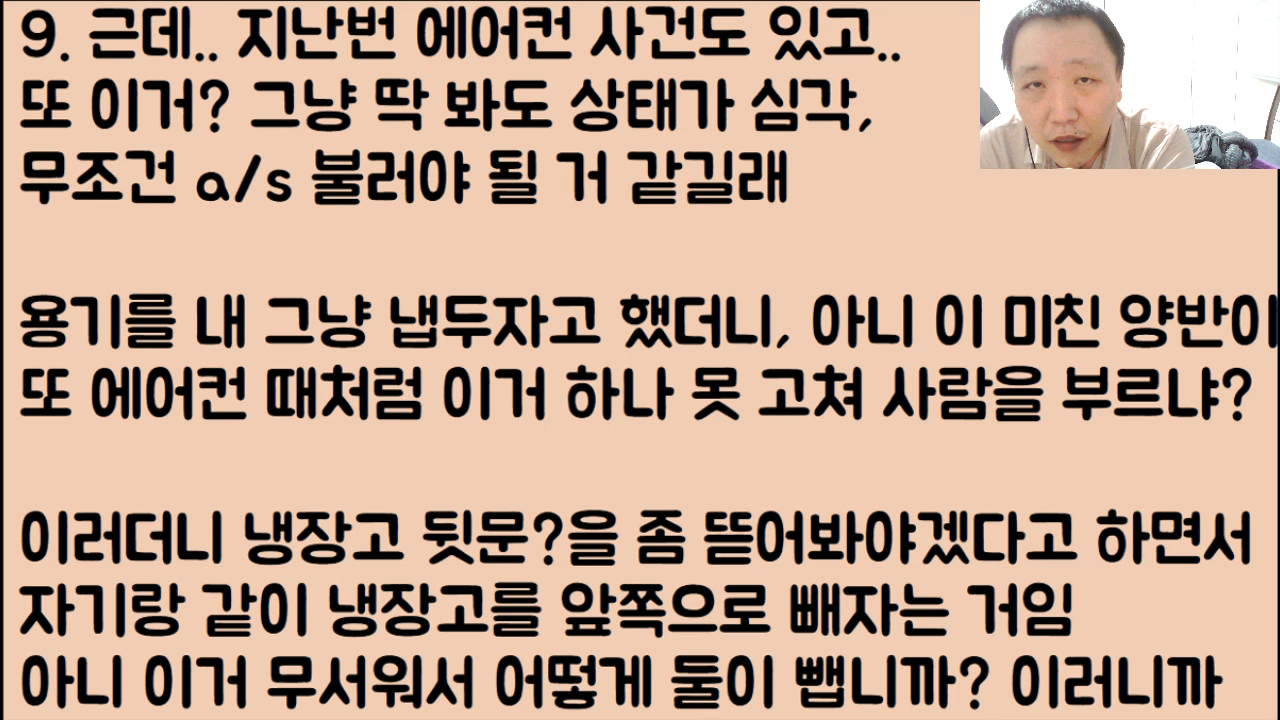 9. 근데.. 지난번 에어컨 사건도 있고..
또 이거? 그냥 딱 봐도 상태가 심각,
무조건 a/s 불러야 될 거 같길래
용기를 내 그냥 냅두자고 했더니, 아니 이 미친 양반이
또 에어컨 때처럼 이거 하나 못 고쳐 사람을 부르냐?
이러더니 냉장고 뒷문?을 좀 뜯어봐야겠다고 하면서
자기랑 같이 냉장고를 앞쪽으로 빼자는 거임
아니 이거 무서워서 어떻게 둘이 뺍니까? 이러니까